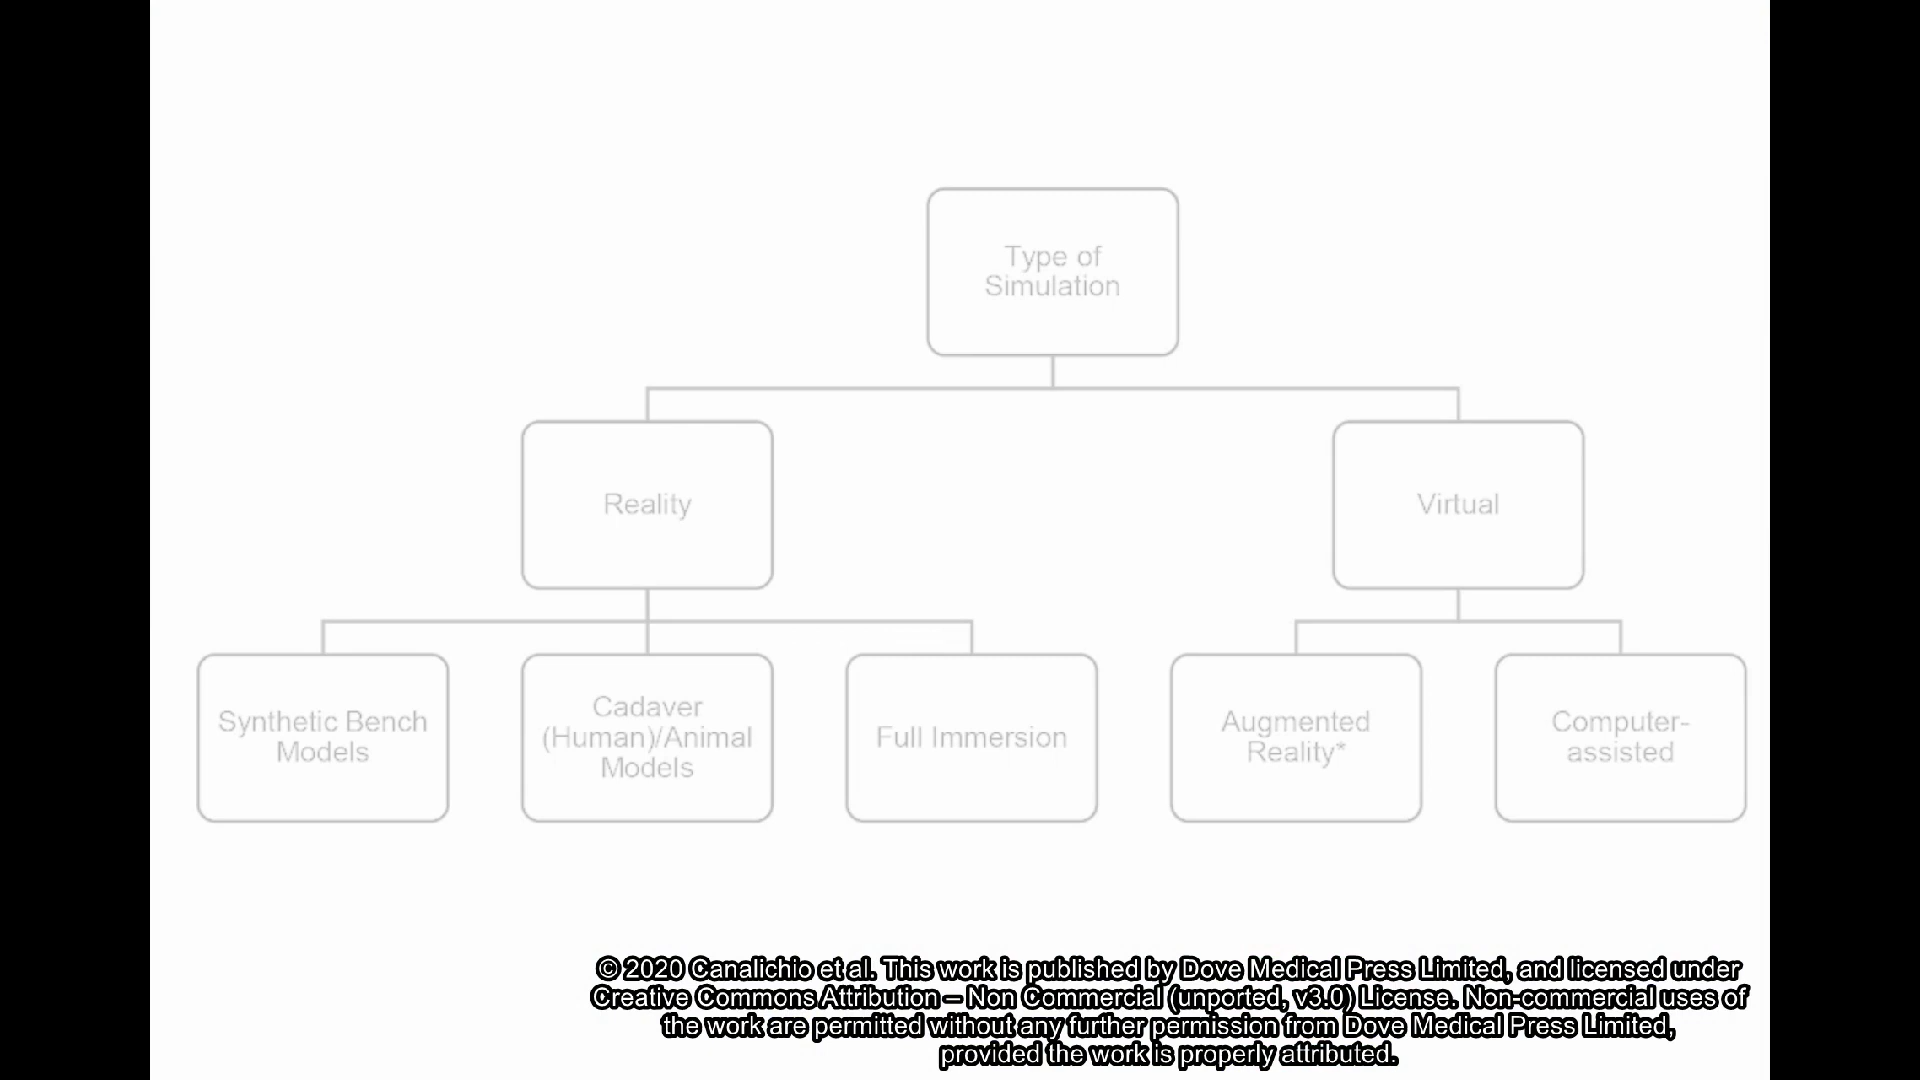 Type of
Simulation
Reality
Virtual
Synthetic Bench
Models
Cadaver
(Human)/Animal
Models
Full Immersion
Augmented
Reality*
Computer-
assisted
© 2020 Canalichio et al. This work is published by Dove Medical Press Limited, and licensed under
Creative Commons Attribution – Non Commercial (unported, v3.0) License. Non-commercial uses of
the work are permitted without any further permission from Dove Medical Press Limited,
provided the work is properly attributed.